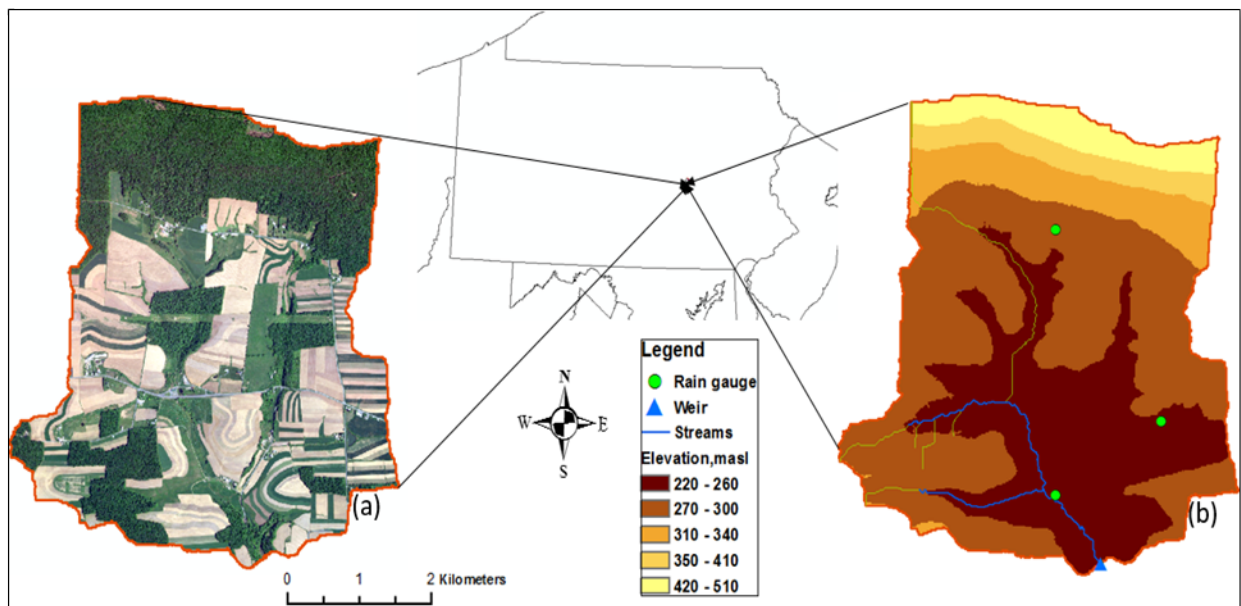 N
W E
S
(a)
0 1 2 Kilometers
Legend
Rain gauge
Weir
Streams
Elevation,masl
220 - 260
270 - 300
310 - 340
350 - 410
420 - 510
(b)